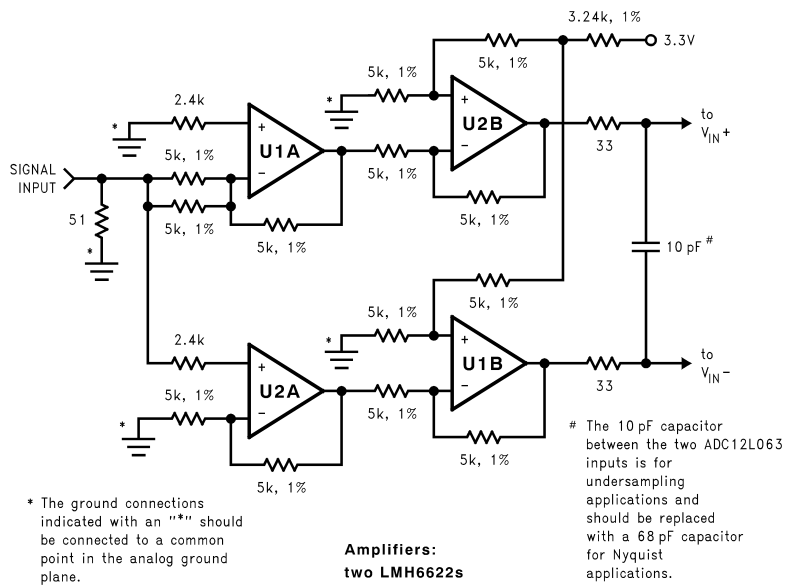 3.24k, 1%
3.3V
5k, 1%
5k, 1%
*
2.4k
*
+
U2B
−
to
V_IN+
33
+
U1A
−
SIGNAL
INPUT
5k, 1%
5k, 1%
5k, 1%
51
5k, 1%
5k, 1%
*
10 pF#
5k, 1%
5k, 1%
2.4k
*
+
U1B
−
to
V_IN−
33
+
U2A
−
5k, 1%
*
5k, 1%
5k, 1%
5k, 1%
# The 10 pF capacitor
between the two ADC12L063
inputs is for
undersampling
applications and
should be replaced
with a 68 pF capacitor
for Nyquist
applications.
* The ground connections
indicated with an "*" should
be connected to a common
point in the analog ground
plane.
Amplifiers:
two LMH6622s